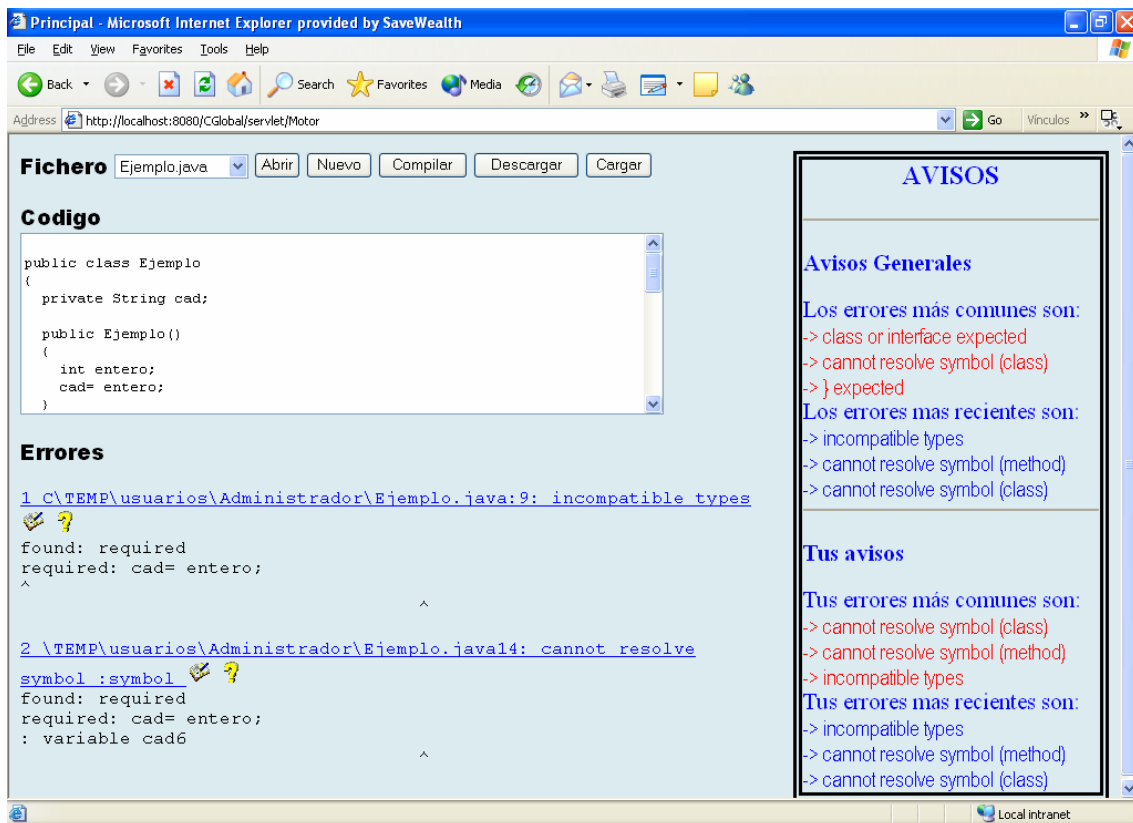 Principal - Microsoft Internet Explorer provided by SaveWealth
File Edit View Favorites Tools Help
Back Search Favorites Media
Address http://localhost:8080/CGlobal/servlet/Motor Go Vínculos »
Fichero Ejemplo.java Abrir Nuevo Compilar Descargar Cargar
Codigo
public class Ejemplo
{
private String cad;
public Ejemplo()
{
int entero;
cad= entero;
}
Errores
1 C\TEMP\usuarios\Administrador\Ejemplo.java:9: incompatible types
found: required
required: cad= entero;
^
^
2 \TEMP\usuarios\Administrador\Ejemplo.java14: cannot resolve
symbol :symbol
found: required
required: cad= entero;
: variable cad6
^
AVISOS
Avisos Generales
Los errores más comunes son:
-> class or interface expected
-> cannot resolve symbol (class)
-> } expected
Los errores mas recientes son:
-> incompatible types
-> cannot resolve symbol (method)
-> cannot resolve symbol (class)
Tus avisos
Tus errores más comunes son:
-> cannot resolve symbol (class)
-> cannot resolve symbol (method)
-> incompatible types
Tus errores mas recientes son:
-> incompatible types
-> cannot resolve symbol (method)
-> cannot resolve symbol (class)
Local intranet